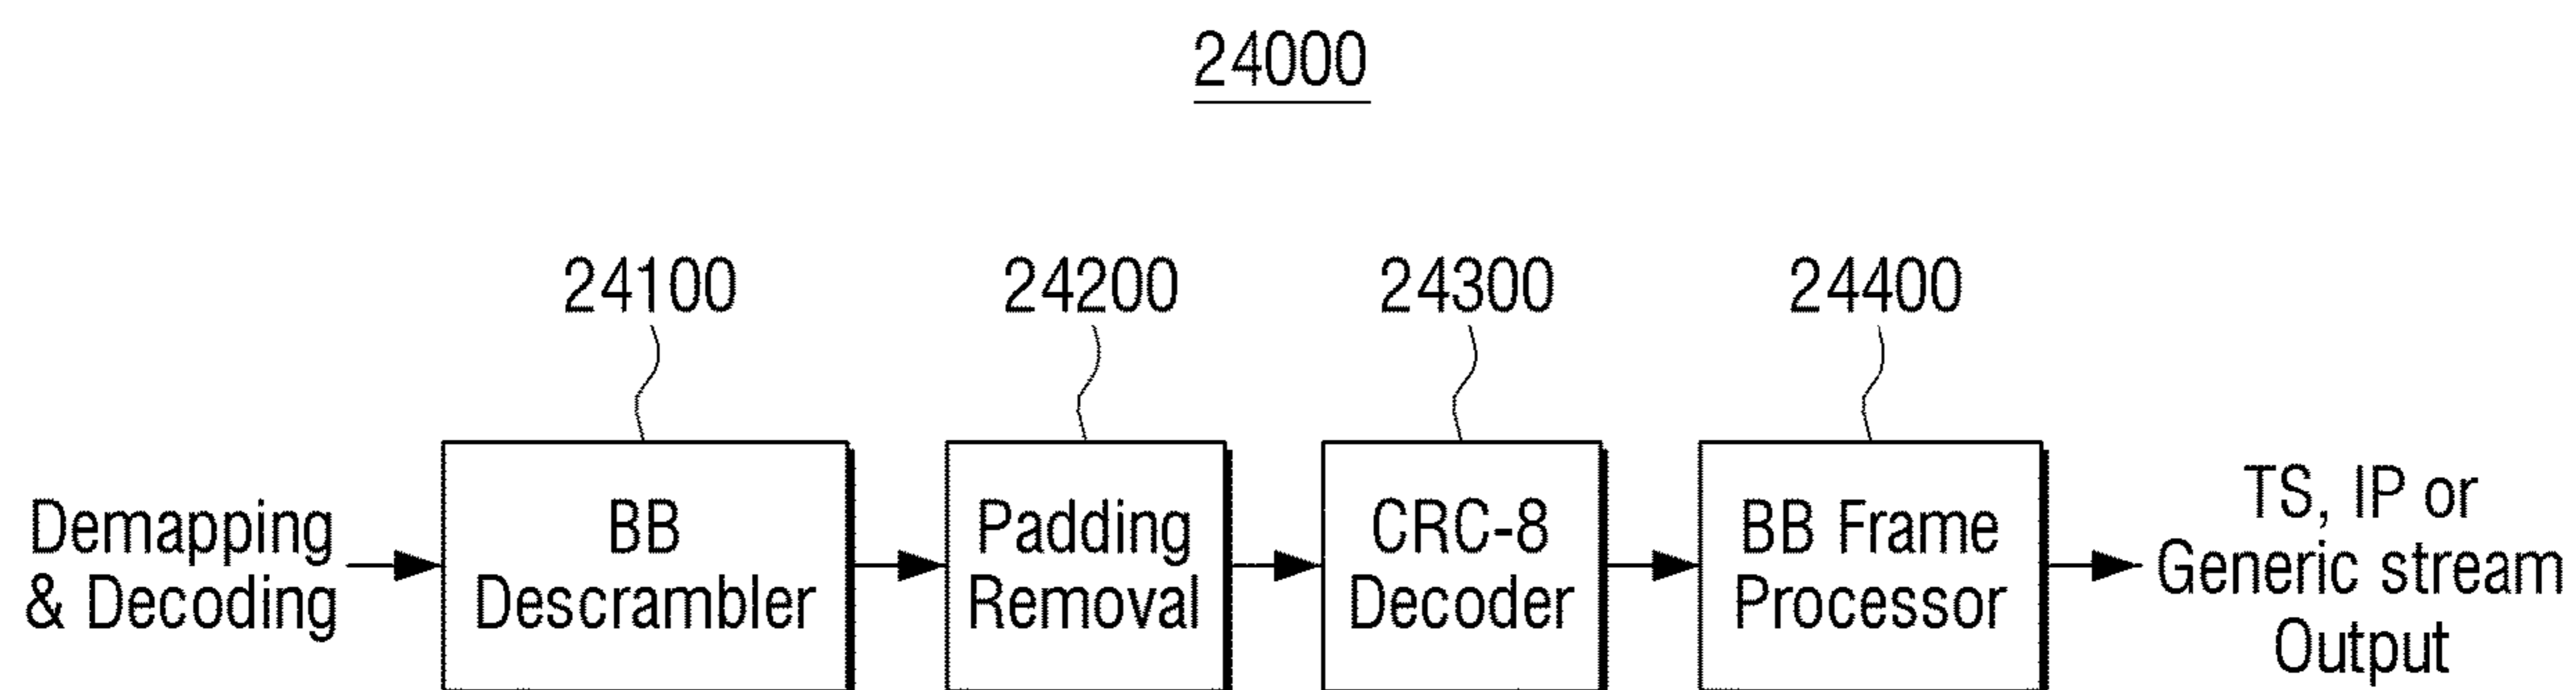 24000
24100
24200
24300
24400
Demapping
& Decoding
BB
Descrambler
Padding
Removal
CRC-8
Decoder
BB Frame
Processor
TS, IP or
Generic stream
Output